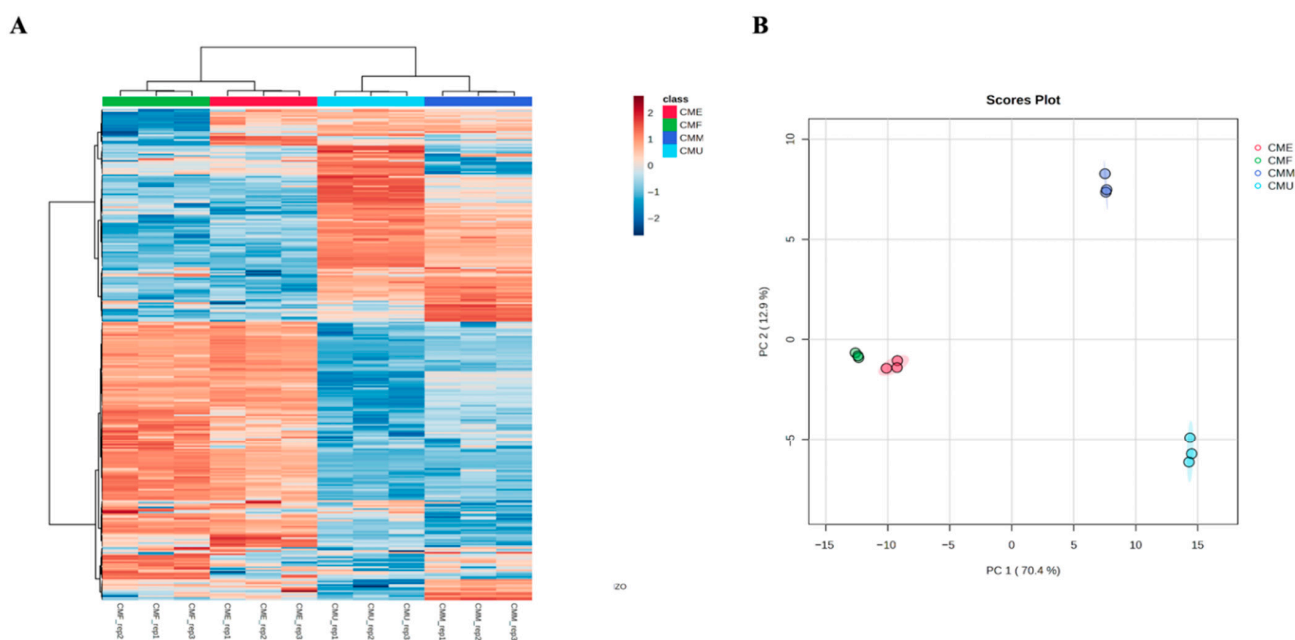 A
B
2
1
0
−1
−2
class
CME
CMF
CMM
CMU
CMF_rep2
CMF_rep1
CMF_rep3
CME_rep1
CME_rep2
CME_rep3
CMU_rep1
CMU_rep2
CMU_rep3
CMM_rep1
CMM_rep2
CMM_rep3
IZO
Scores Plot
PC 2 ( 12.9 %)
10
5
0
−5
−15
−10
−5
0
5
10
15
PC 1 ( 70.4 %)
CME
CMF
CMM
CMU